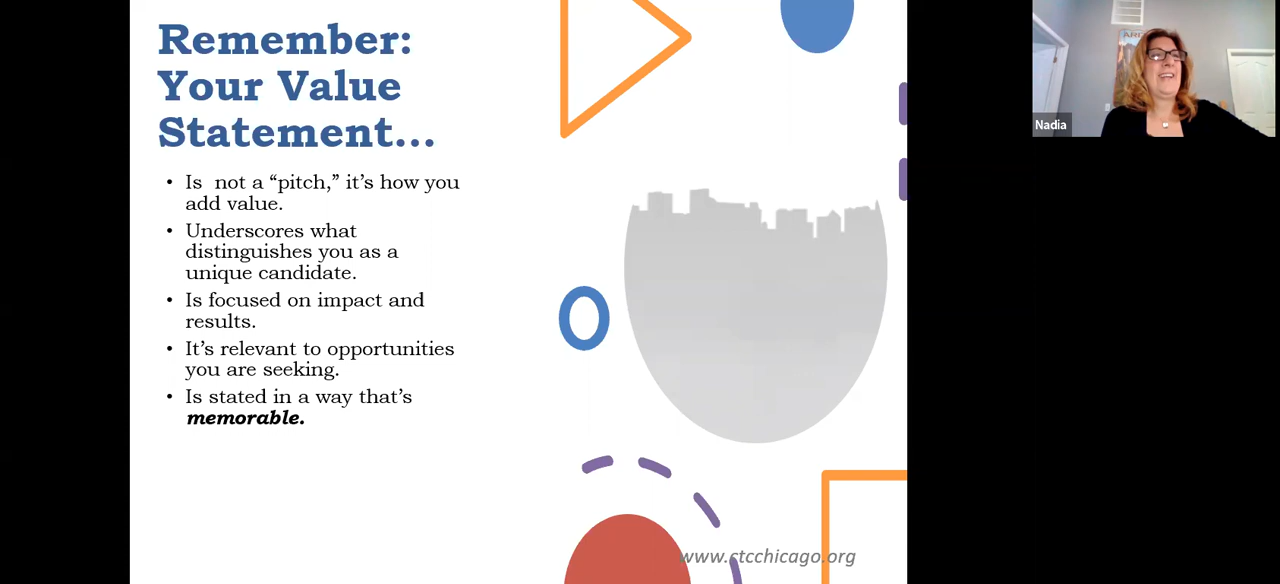 Remember:
Your Value
Statement...
• Is  not a “pitch,” it’s how you
add value.
• Underscores what
distinguishes you as a
unique candidate.
• Is focused on impact and
results.
• It’s relevant to opportunities
you are seeking.
• Is stated in a way that’s
memorable.
www.ctcchicago.org
Nadia